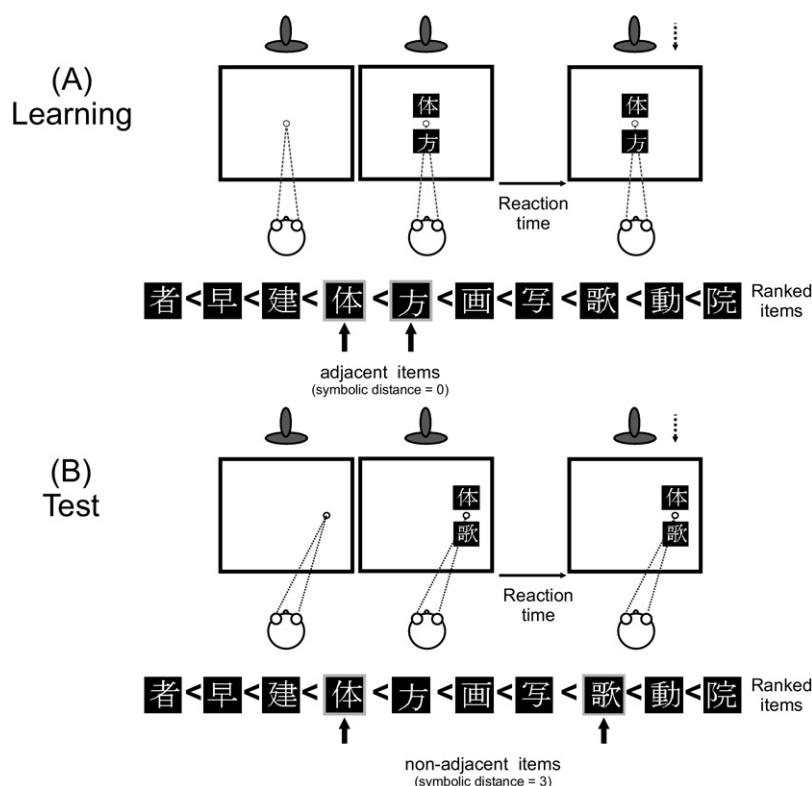 (A)
Learning
体
方
体
方
Reaction
time
者<早<建<体<方<画<写<歌<動<院
Ranked
items
adjacent items
(symbolic distance = 0)
(B)
Test
体
歌
体
歌
Reaction
time
者<早<建<体<方<画<写<歌<動<院
Ranked
items
non-adjacent items
(symbolic distance = 3)